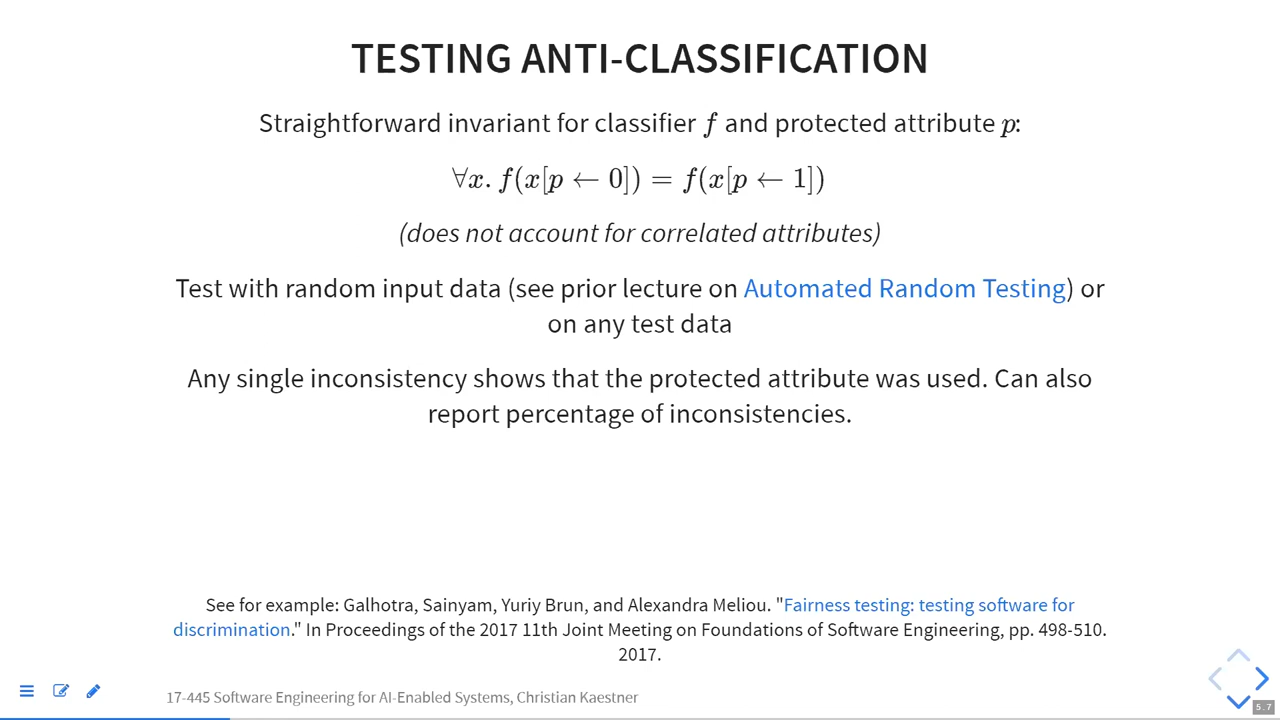 TESTING ANTI-CLASSIFICATION
Straightforward invariant for classifier f and protected attribute p:
∀x. f(x[p ← 0]) = f(x[p ← 1])
(does not account for correlated attributes)
Test with random input data (see prior lecture on Automated Random Testing) or
on any test data
Any single inconsistency shows that the protected attribute was used. Can also
report percentage of inconsistencies.
See for example: Galhotra, Sainyam, Yuriy Brun, and Alexandra Meliou. "Fairness testing: testing software for
discrimination." In Proceedings of the 2017 11th Joint Meeting on Foundations of Software Engineering, pp. 498-510.
2017.
17-445 Software Engineering for AI-Enabled Systems, Christian Kaestner
5.7